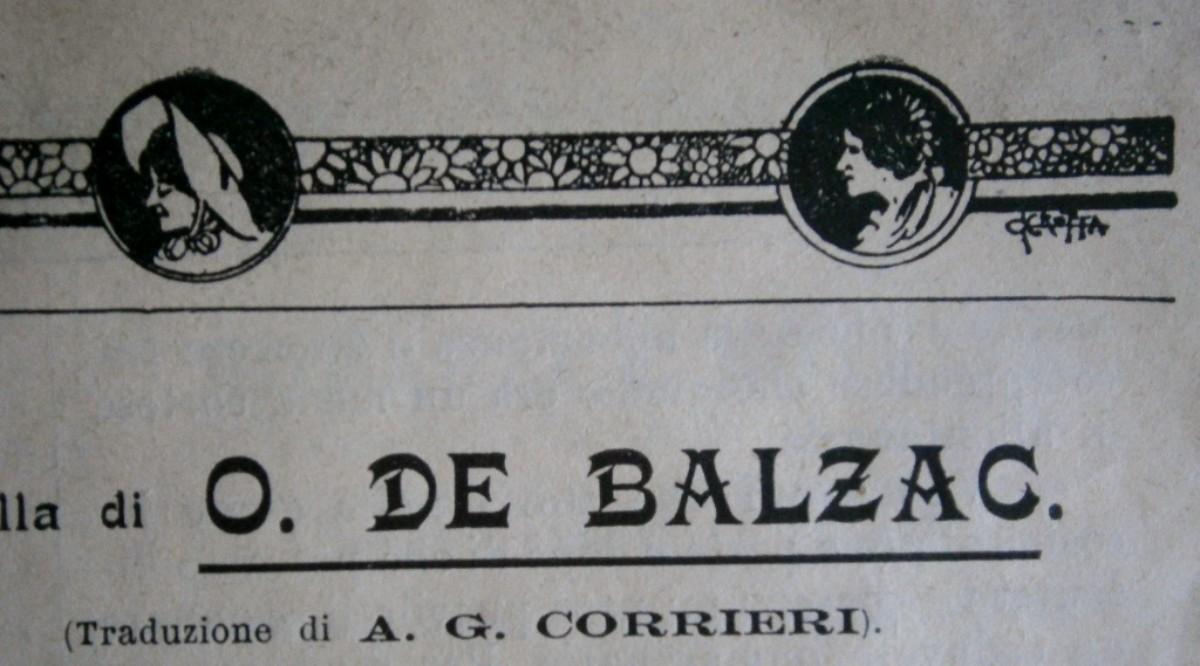 lla di O. DE BALZAC.
(Traduzione di A. G. CORRIERI).